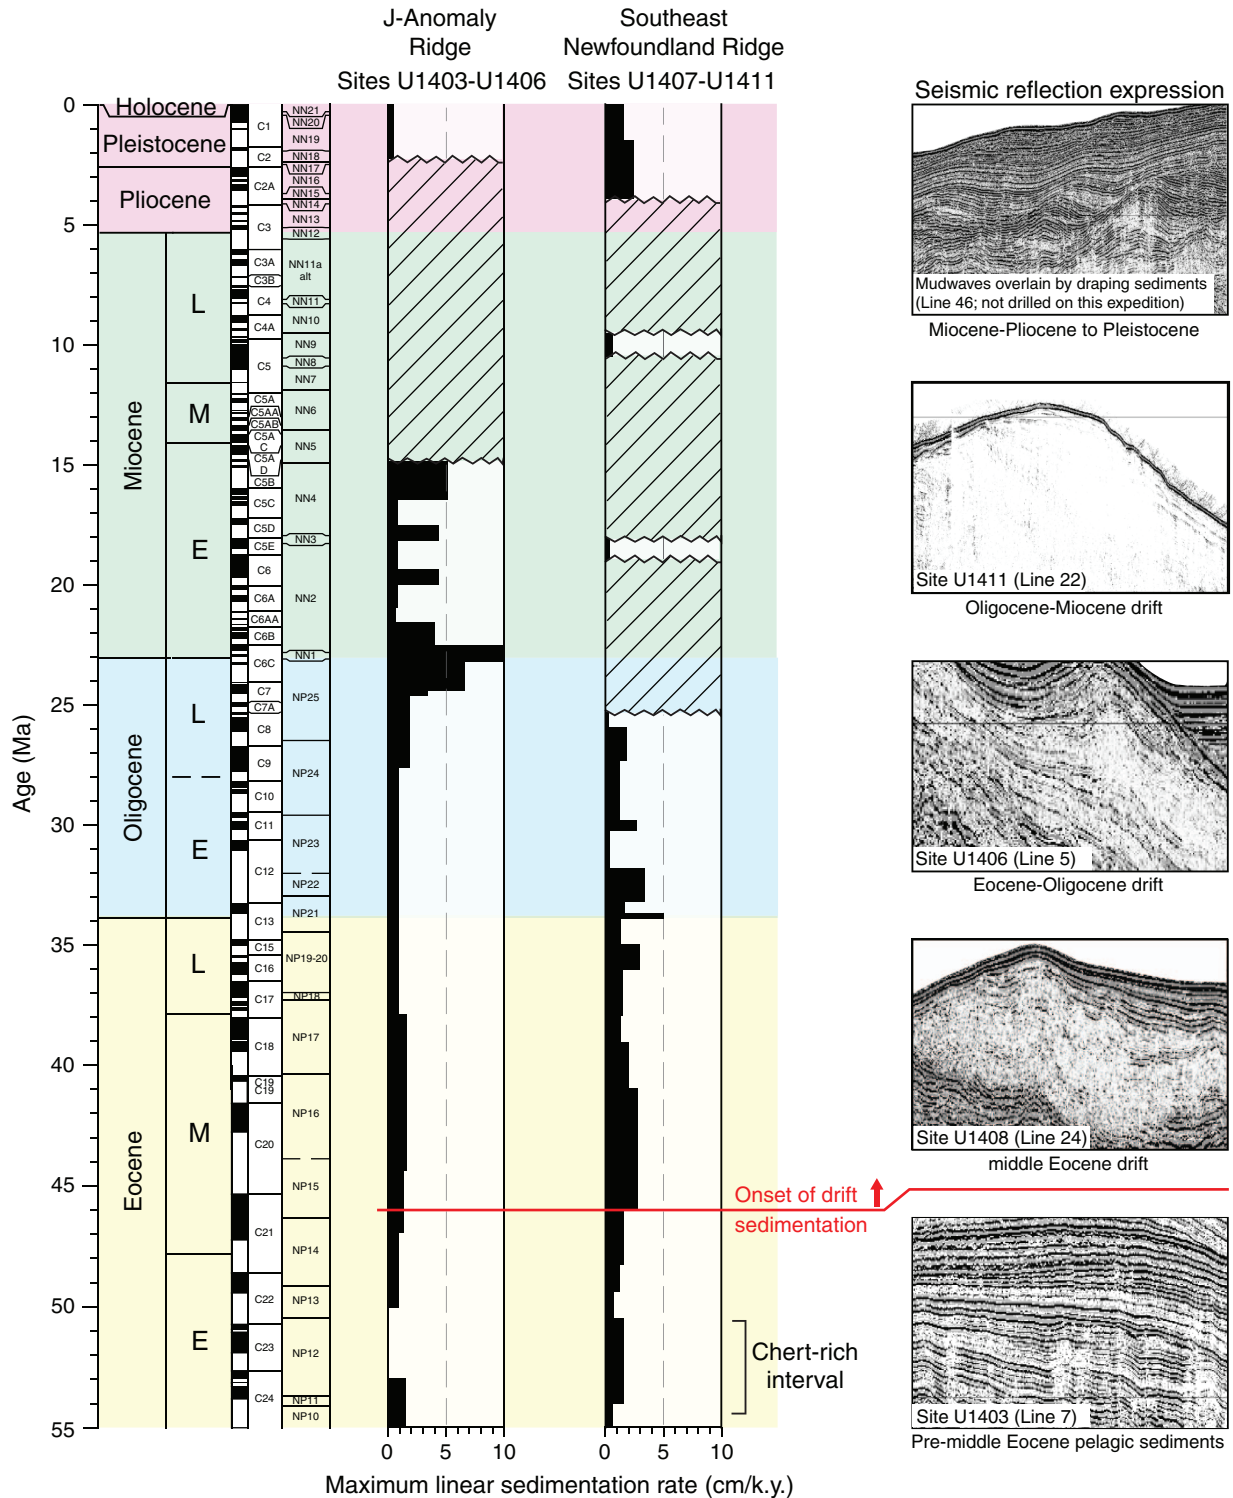 J-Anomaly
Ridge
Sites U1403-U1406
Southeast
Newfoundland Ridge
Sites U1407-U1411
Seismic reflection expression
Age (Ma)
0
5
10
15
20
25
30
35
40
45
50
55
Holocene
Pleistocene
Pliocene
Miocene
L
M
E
Oligocene
L
E
Eocene
L
M
E
C1
C2
C2A
C3
C3A
C3B
C4
C4A
C5
C5A
C5AA
C5AB
C5A
C
C5A
D
C5B
C5C
C5D
C5E
C6
C6A
C6AA
C6B
C6C
C7
C7A
C8
C9
C10
C11
C12
C13
C15
C16
C17
C18
C19
C19
C20
C21
C22
C23
C24
NN21
NN20
NN19
NN18
NN17
NN16
NN15
NN14
NN13
NN12
NN11a
alt
NN11
NN10
NN9
NN8
NN7
NN6
NN5
NN4
NN3
NN2
NN1
NP25
NP24
NP23
NP22
NP21
NP19-20
NP18
NP17
NP16
NP15
NP14
NP13
NP12
NP11
NP10
Onset of drift
sedimentation
Chert-rich
interval
0
5
10
0
5
10
Maximum linear sedimentation rate (cm/k.y.)
Mudwaves overlain by draping sediments
(Line 46; not drilled on this expedition)
Miocene-Pliocene to Pleistocene
Site U1411 (Line 22)
Oligocene-Miocene drift
Site U1406 (Line 5)
Eocene-Oligocene drift
Site U1408 (Line 24)
middle Eocene drift
Site U1403 (Line 7)
Pre-middle Eocene pelagic sediments